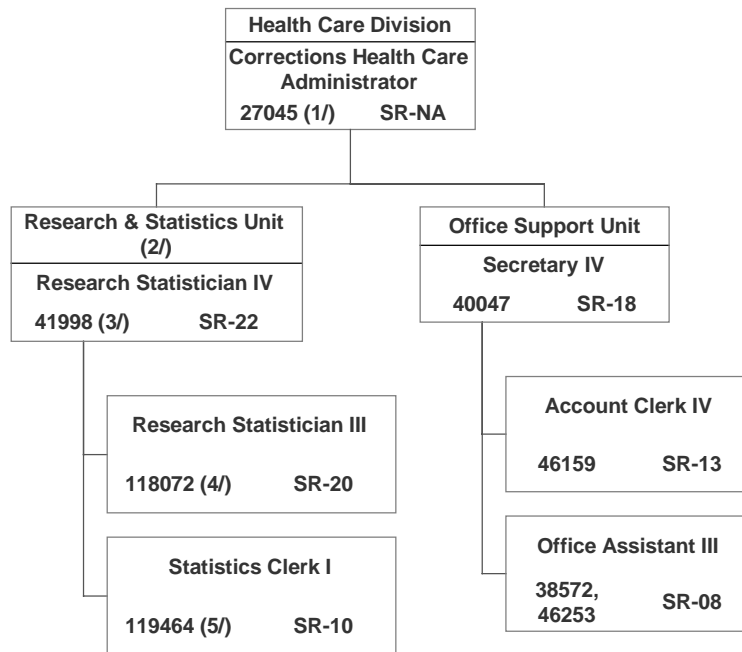 Health Care Division
Corrections Health Care
Administrator
27045 (1/) SR-NA
Research & Statistics Unit
(2/)
Research Statistician IV
41998 (3/) SR-22
Office Support Unit
Secretary IV
40047 SR-18
Research Statistician III
118072 (4/) SR-20
Statistics Clerk I
119464 (5/) SR-10
Account Clerk IV
46159 SR-13
Office Assistant III
38572,
46253 SR-08